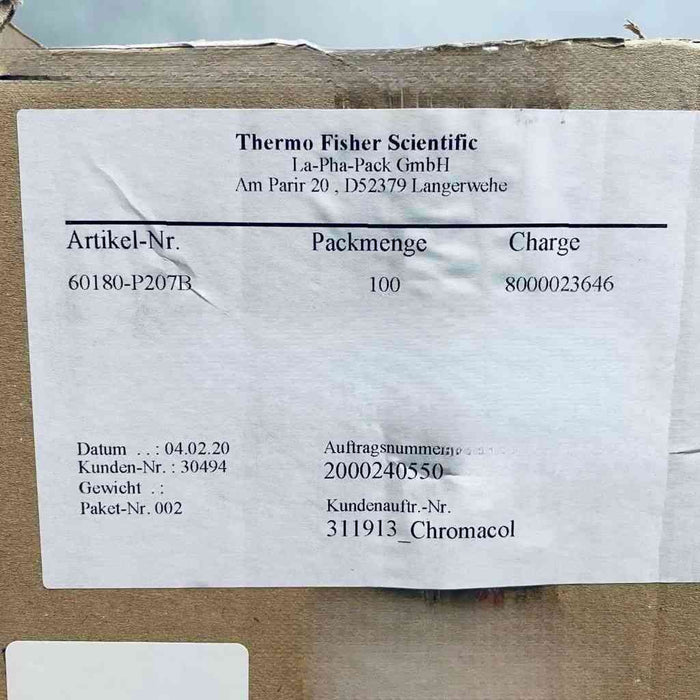 Thermo Fisher Scientific
La-Pha-Pack GmbH
Am Parir 20 , D52379 Langerwehe
Artikel-Nr. Packmenge Charge
60180-P207B 100 8000023646
Datum . . : 04.02.20
Kunden-Nr. : 30494
Gewicht . :
Paket-Nr. 002
Auftragsnummer
2000240550
Kundenauftr.-Nr.
311913_Chromacol